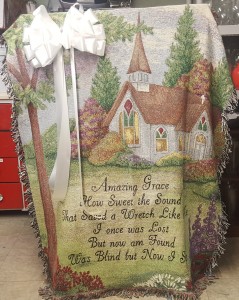 Amazing Grace
How Sweet the Sound
That Saved a Wretch Like
I once was Lost
But now am Found
Was Blind but Now I S